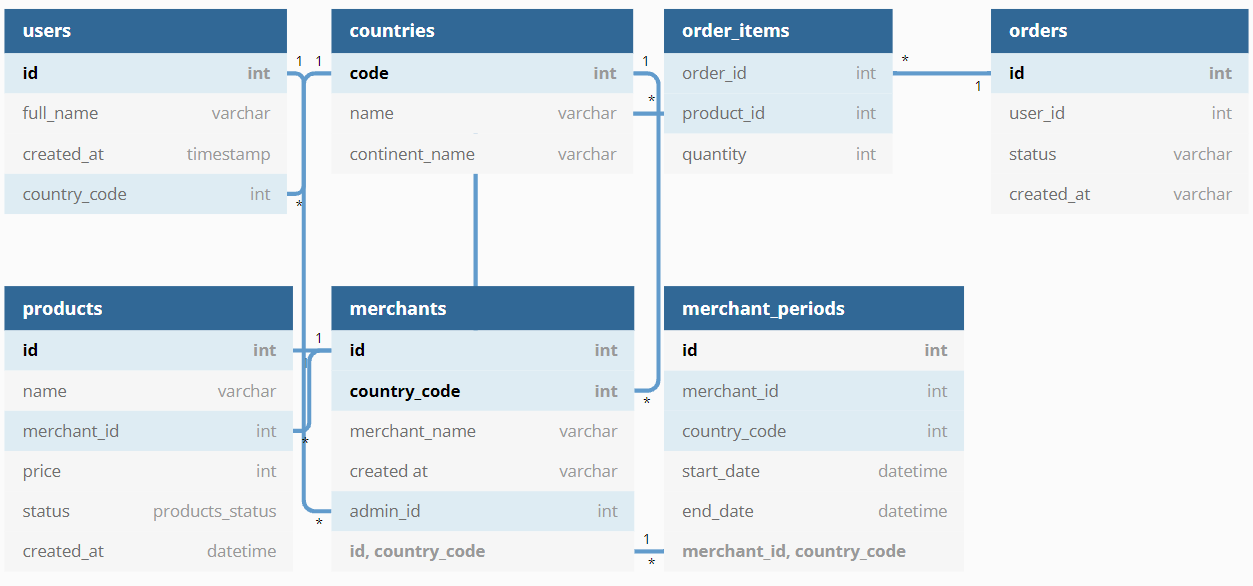 users
id int
full_name varchar
created_at timestamp
country_code int
countries
code int
name varchar
continent_name varchar
order_items
order_id int
product_id int
quantity int
orders
id int
user_id int
status varchar
created_at varchar
1
*
1
1
*
*
*
1
products
id int
name varchar
merchant_id int
price int
status products_status
created_at datetime
merchants
id int
country_code int
merchant_name varchar
created at varchar
admin_id int
id, country_code
merchant_periods
id int
merchant_id int
country_code int
start_date datetime
end_date datetime
merchant_id, country_code
1
*
*
1
*